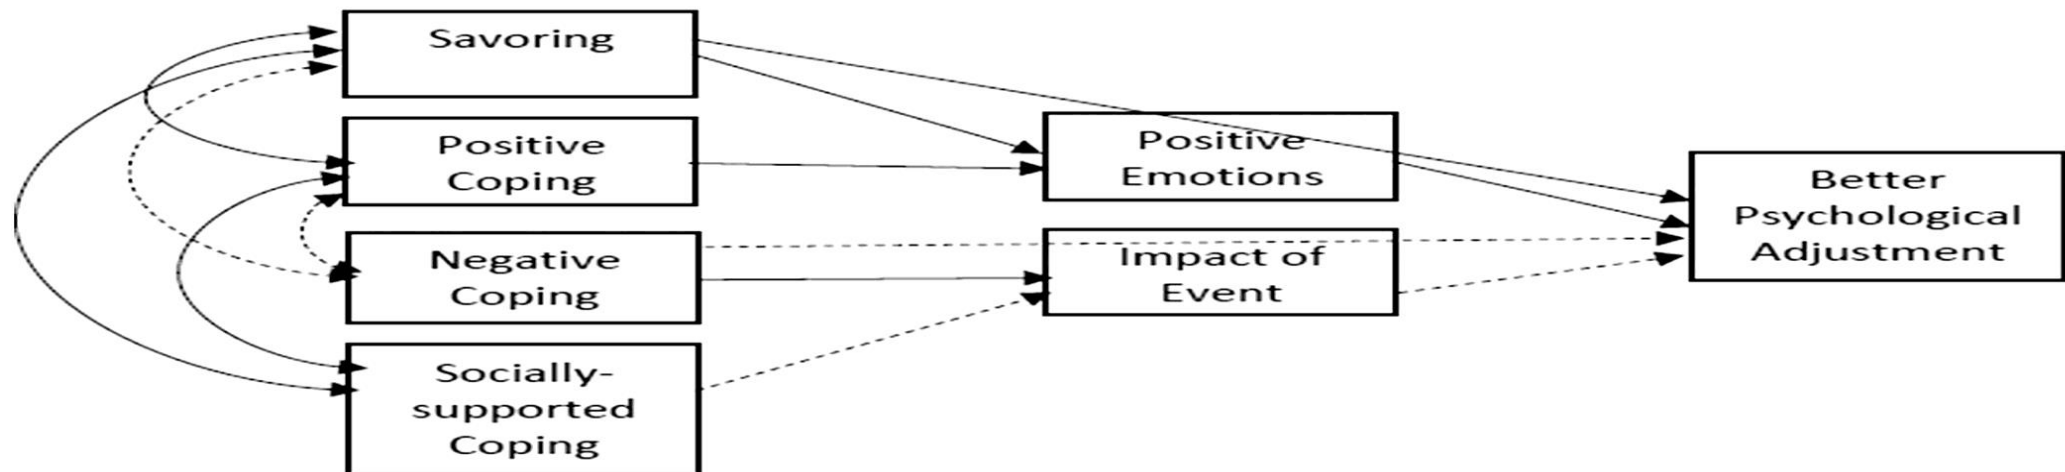 Savoring
Positive
Coping
Negative
Coping
Socially-
supported
Coping
Positive
Emotions
Impact of
Event
Better
Psychological
Adjustment